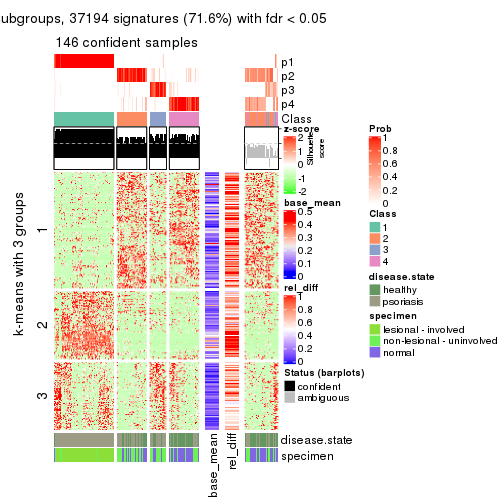 subgroups, 37194 signatures (71.6%) with fdr < 0.05
146 confident samples
p1
p2
p3
p4
Class
Silhouette
score
k-means with 3 groups
1
2
3
base_mean
rel_diff
disease.state
specimen
z-score
2
1
0
-1
-2
base_mean
0.5
0.4
0.3
0.2
0.1
0
rel_diff
1
0.8
0.6
0.4
0.2
0
Status (barplots)
confident
ambiguous
Prob
1
0.8
0.6
0.4
0.2
0
Class
1
2
3
4
disease.state
healthy
psoriasis
specimen
lesional - involved
non-lesional - uninvolved
normal